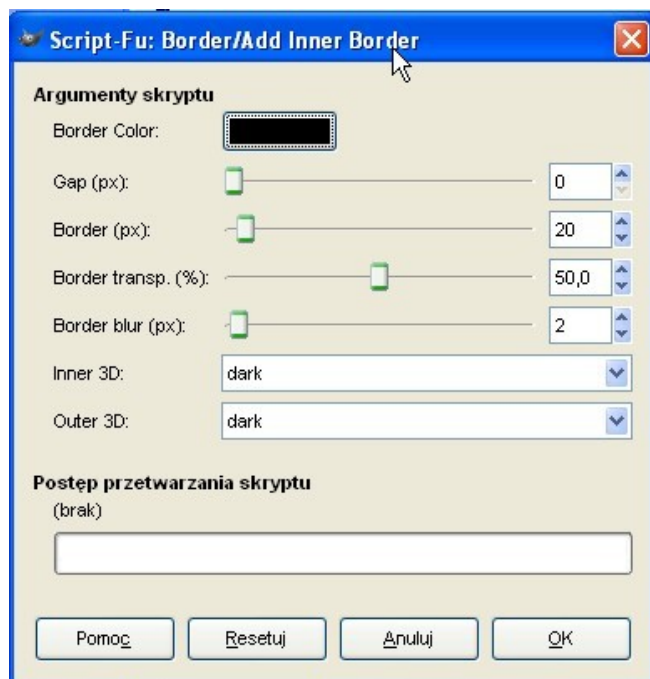 Script-Fu: Border/Add Inner Border
Argumenty skryptu
Border Color:
Gap (px): 0
Border (px): 20
Border transp. (%): 50,0
Border blur (px): 2
Inner 3D: dark
Outer 3D: dark
Postęp przetwarzania skryptu
(brak)
Pomoc Resetuj Anuluj OK